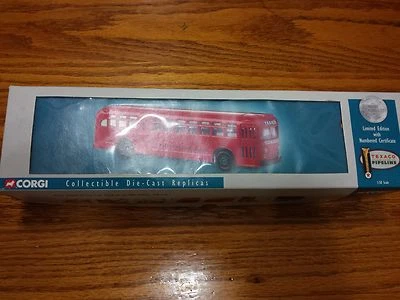 Limited Edition
with
Numbered Certificate
TEXACO
PIPELINE
1:50 Scale
CORGI
Collectible Die-Cast Replicas